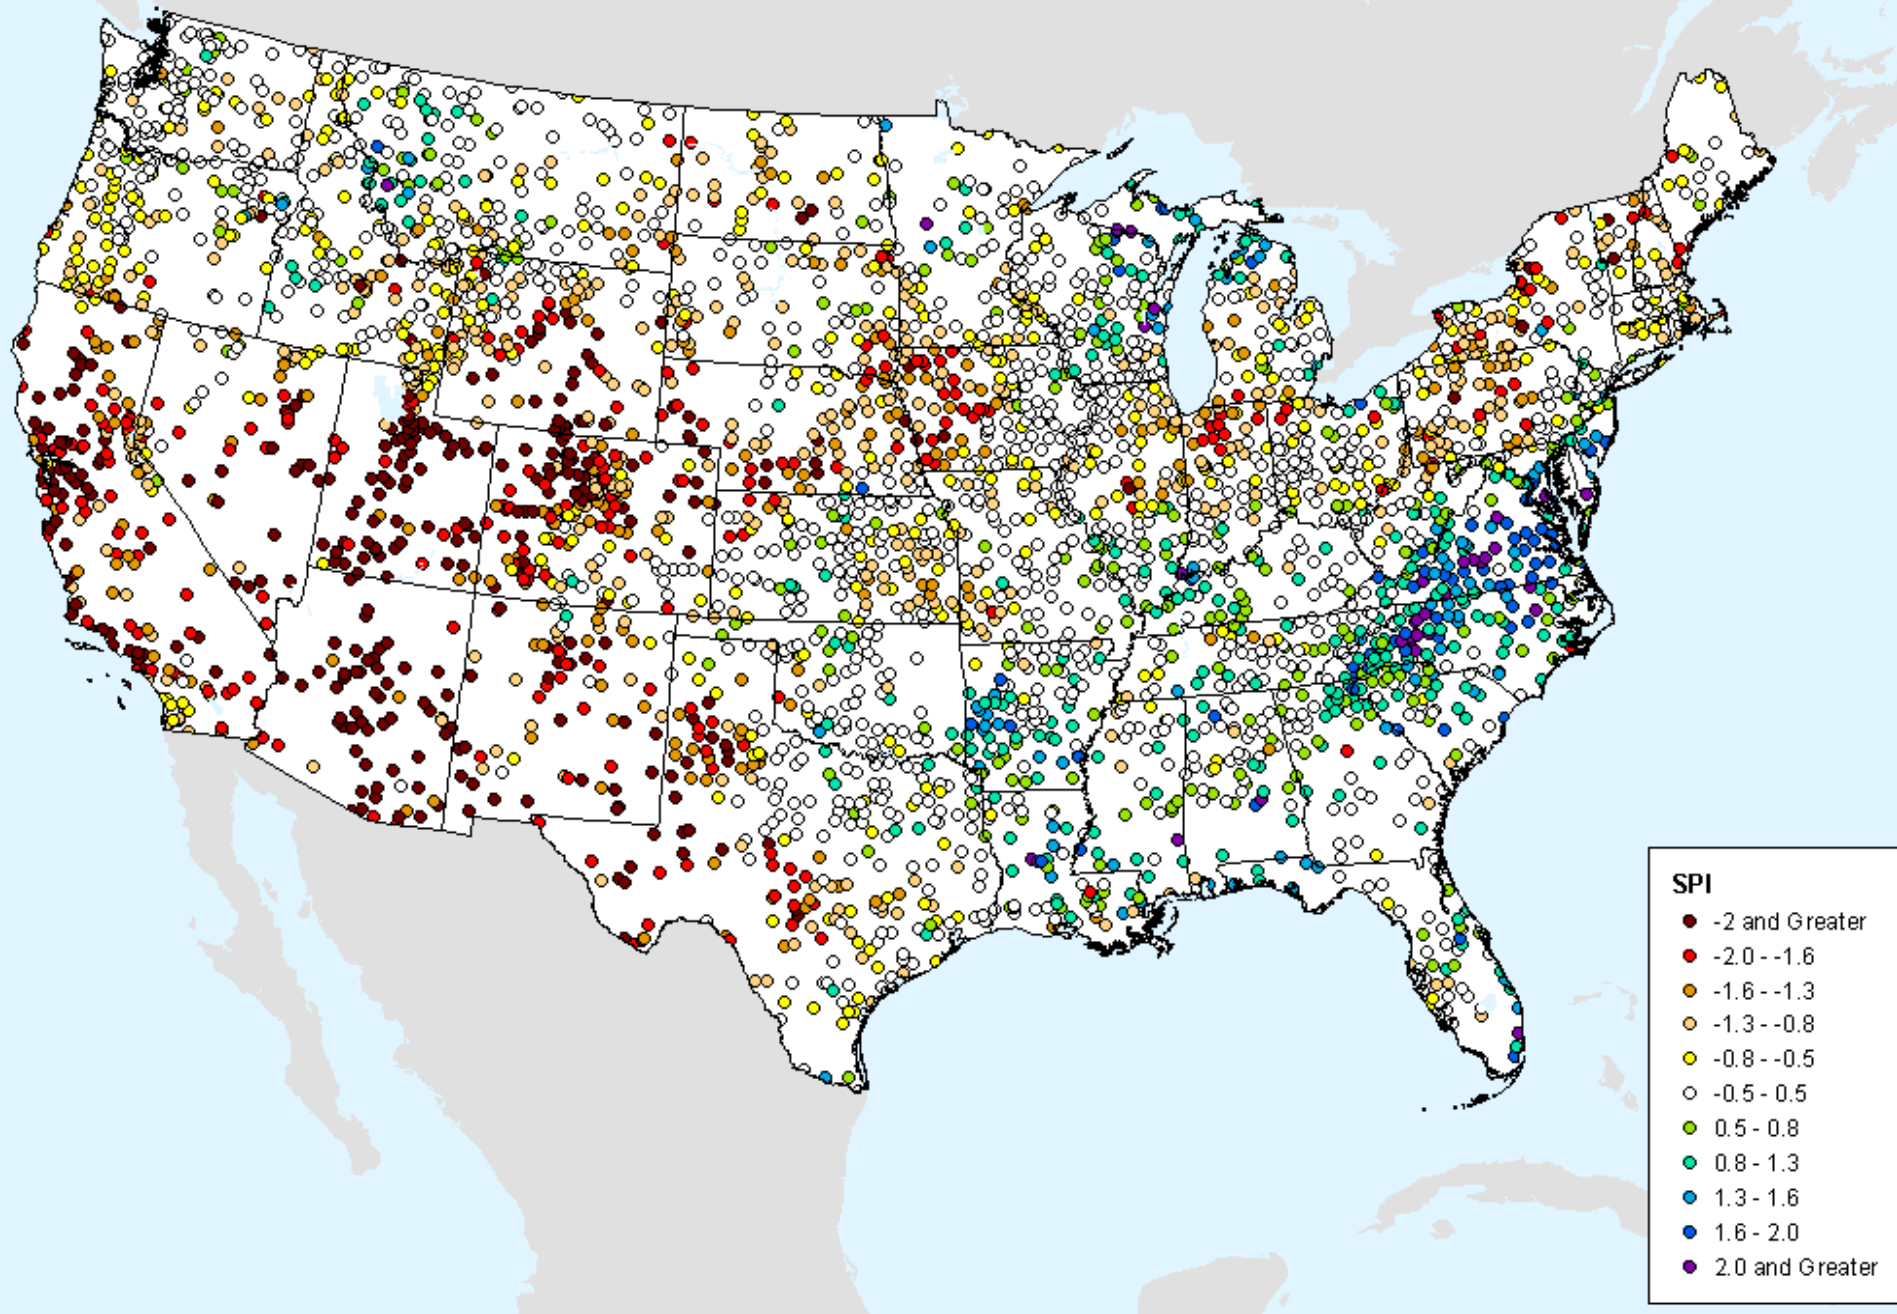 SPI
-2 and Greater
-2.0 - -1.6
-1.6 - -1.3
-1.3 - -0.8
-0.8 - -0.5
-0.5 - 0.5
0.5 - 0.8
0.8 - 1.3
1.3 - 1.6
1.6 - 2.0
2.0 and Greater